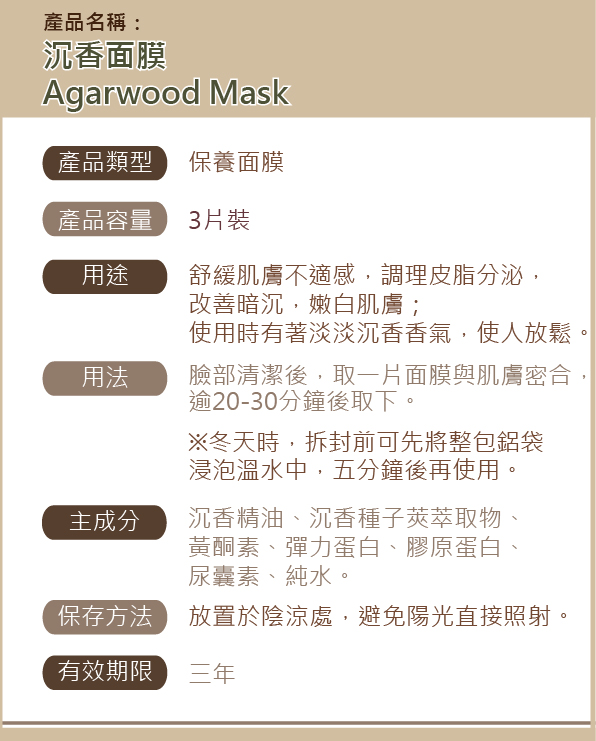 產品名稱：
沉香面膜
Agarwood Mask
產品類型 保養面膜
產品容量 3片裝
用途 舒緩肌膚不適感，調理皮脂分泌，
改善暗沉，嫩白肌膚；
使用時有著淡淡沉香香氣，使人放鬆。
用法 臉部清潔後，取一片面膜與肌膚密合，
逾20-30分鐘後取下。
※冬天時，拆封前可先將整包鋁袋
浸泡溫水中，五分鐘後再使用。
主成分 沉香精油、沉香種子莢萃取物、
黃酮素、彈力蛋白、膠原蛋白、
尿囊素、純水。
保存方法 放置於陰涼處，避免陽光直接照射。
有效期限 三年